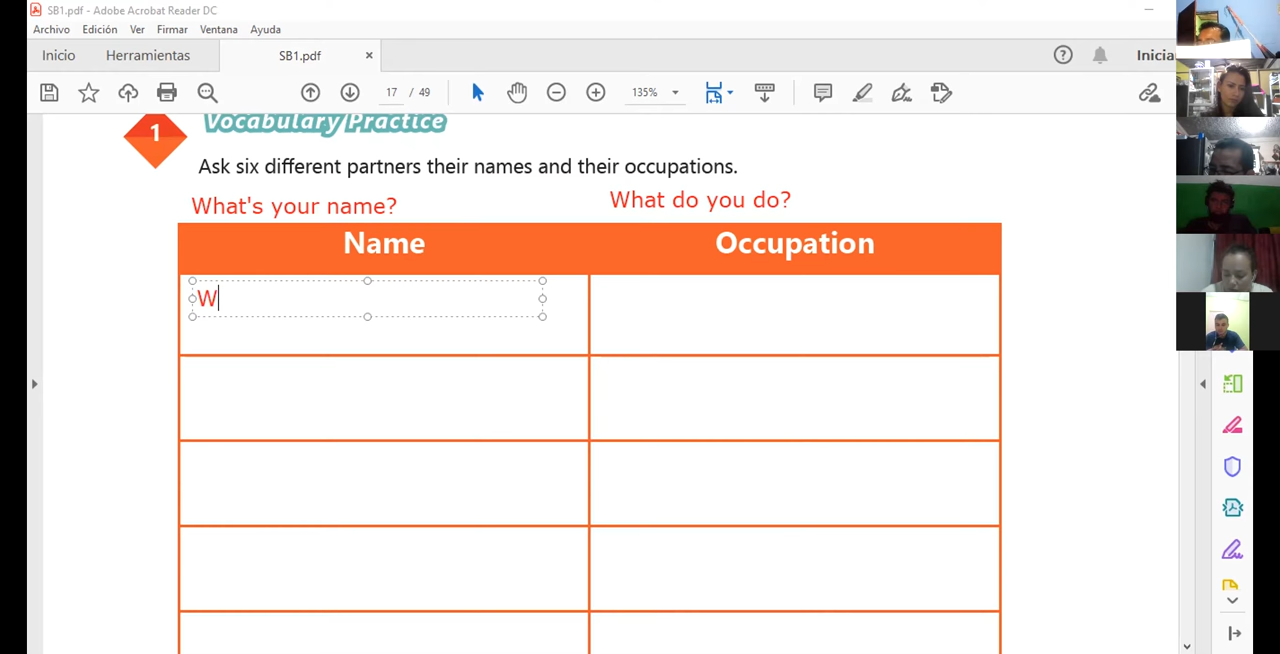 SB1.pdf - Adobe Acrobat Reader DC
Archivo Edición Ver Firmar Ventana Ayuda
Inicio Herramientas SB1.pdf × ? Inicia
17 / 49 135%
1 Vocabulary Practice
Ask six different partners their names and their occupations.
What's your name? What do you do?
Name Occupation
W